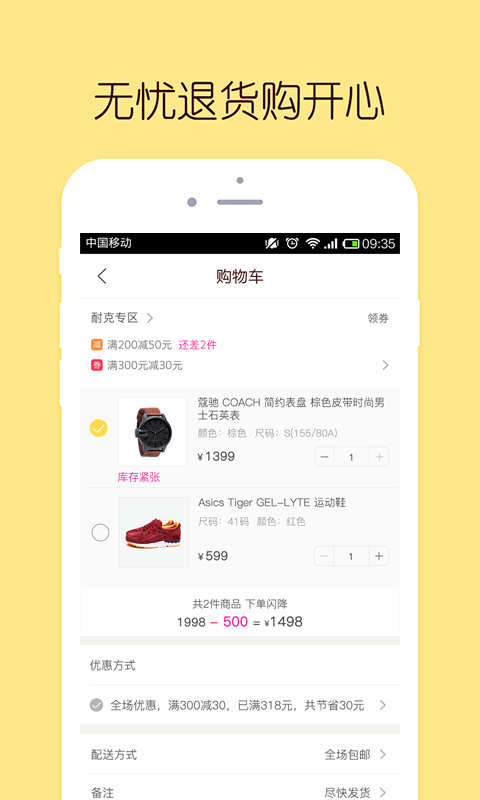 无忧退货购开心
中国移动 09:35
购物车
耐克专区 领券
减 满200减50元 还差2件
券 满300元减30元
蔻驰 COACH 简约表盘 棕色皮带时尚男
士石英表
颜色：棕色 尺码：S(155/80A)
¥1399 1
库存紧张
Asics Tiger GEL-LYTE 运动鞋
尺码：41码 颜色：红色
¥599 1
共2件商品 下单闪降
1998 - 500 = ¥1498
优惠方式
全场优惠，满300减30，已满318元，共节省30元
配送方式 全场包邮
备注 尽快发货